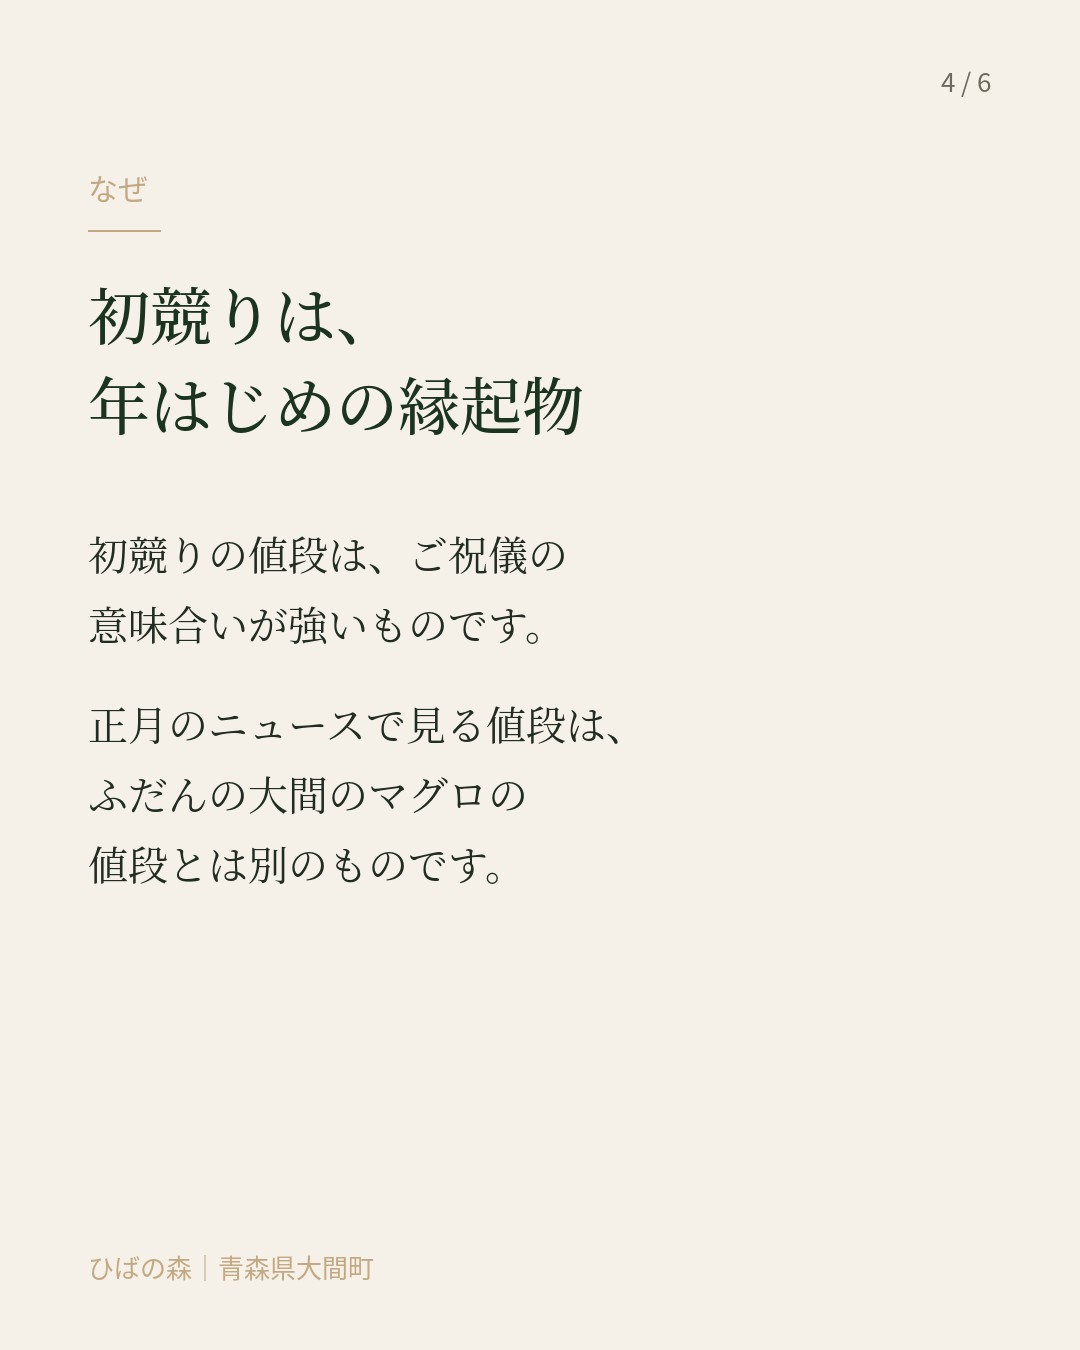 4 / 6
なぜ
初競りは、
年はじめの縁起物
初競りの値段は、ご祝儀の
意味合いが強いものです。
正月のニュースで見る値段は、
ふだんの大間のマグロの
値段とは別のものです。
ひばの森｜青森県大間町